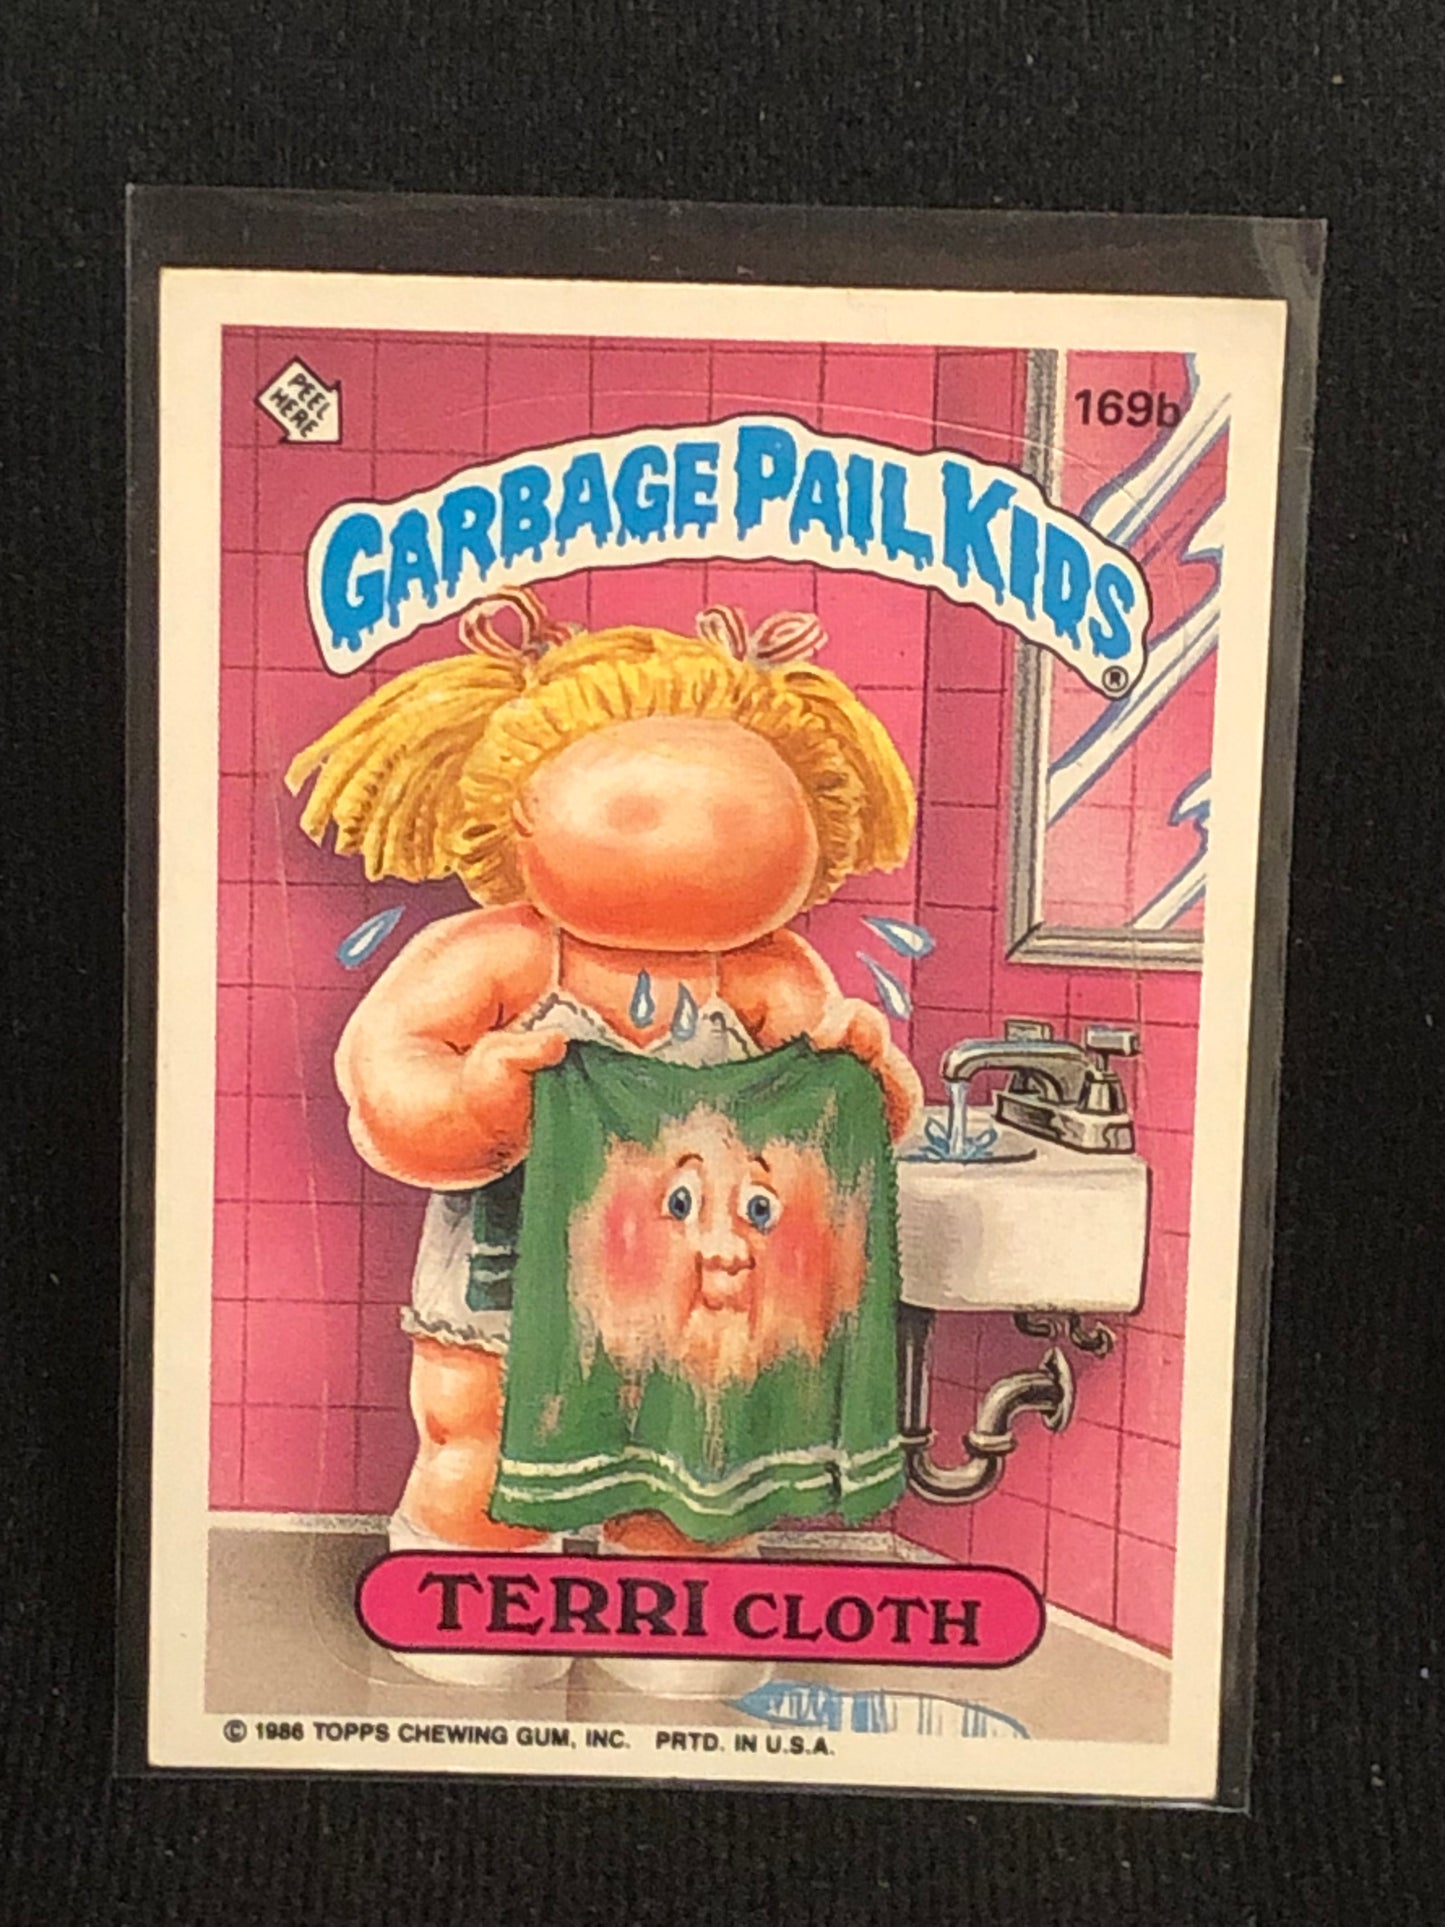 PEEL
HERE
169b
GARBAGE PAIL KIDS
®
TERRI CLOTH
© 1986 TOPPS CHEWING GUM, INC. PRTD. IN U.S.A.